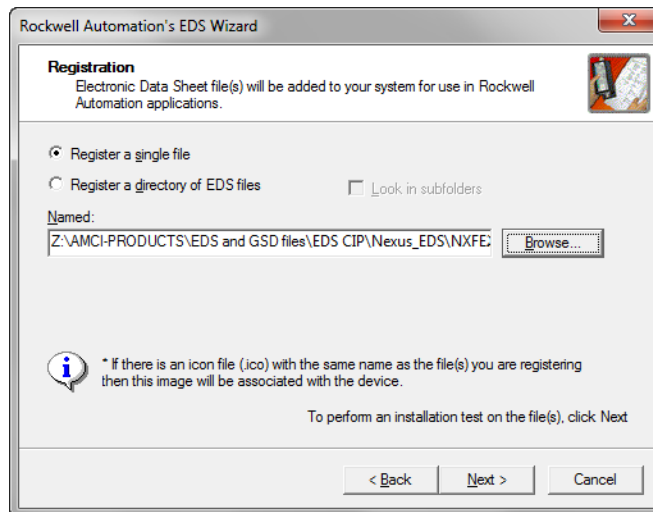 Rockwell Automation's EDS Wizard
Registration
Electronic Data Sheet file(s) will be added to your system for use in Rockwell
Automation applications.
Register a single file
Register a directory of EDS files
Look in subfolders
Named:
Z:\AMCI-PRODUCTS\EDS and GSD files\EDS CIP\Nexus_EDS\NXFE
Browse...
* If there is an icon file (.ico) with the same name as the file(s) you are registering
then this image will be associated with the device.
To perform an installation test on the file(s), click Next
< Back
Next >
Cancel